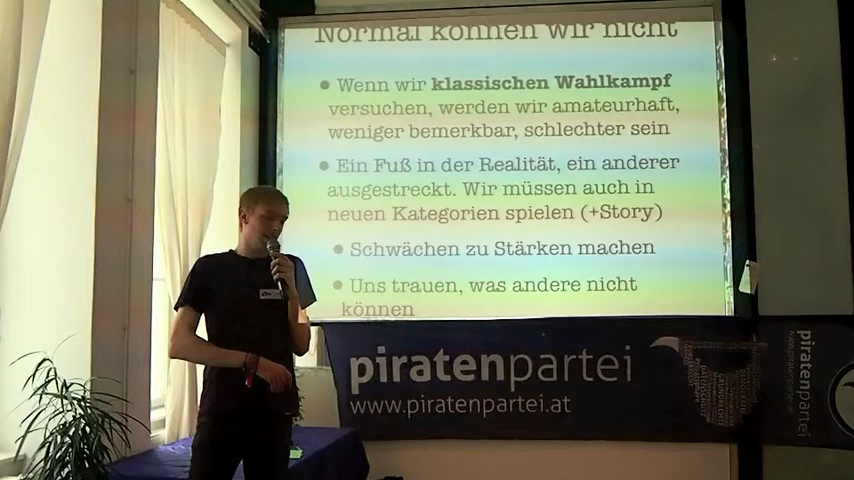 Normal können wir nicht
● Wenn wir klassischen Wahlkampf
versuchen, werden wir amateurhaft,
weniger bemerkbar, schlechter sein
● Ein Fuß in der Realität, ein anderer
ausgestreckt. Wir müssen auch in
neuen Kategorien spielen (+Story)
● Schwächen zu Stärken machen
● Uns trauen, was andere nicht
können
piratenpartei
www.piratenpartei.at
piratenpartei